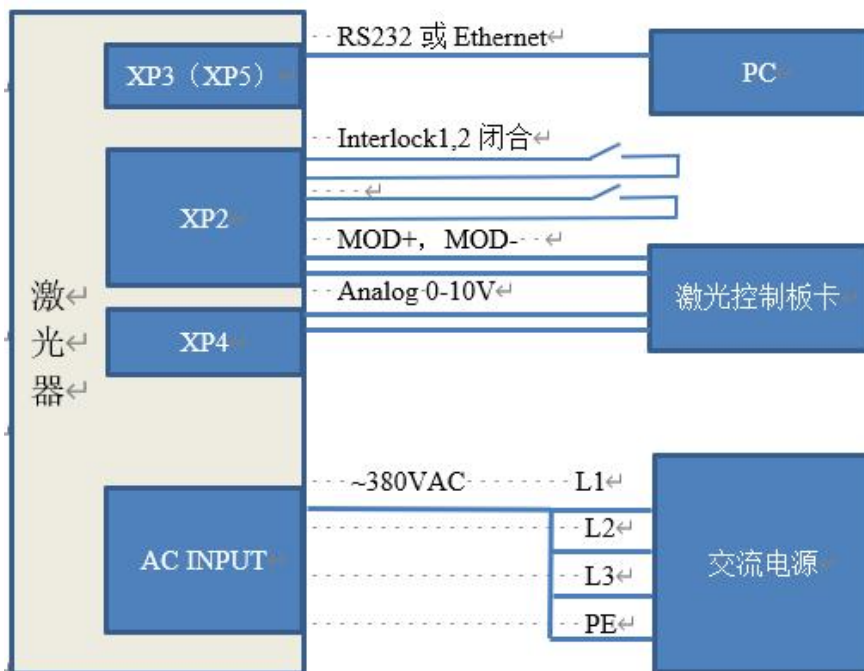 RS232 或 Ethernet
XP3（XP5）
PC
Interlock1,2 闭合
XP2
MOD+，MOD-
Analog 0-10V
激光控制板卡
XP4
激
光
器
~380VAC L1
L2
AC INPUT
交流电源
L3
PE